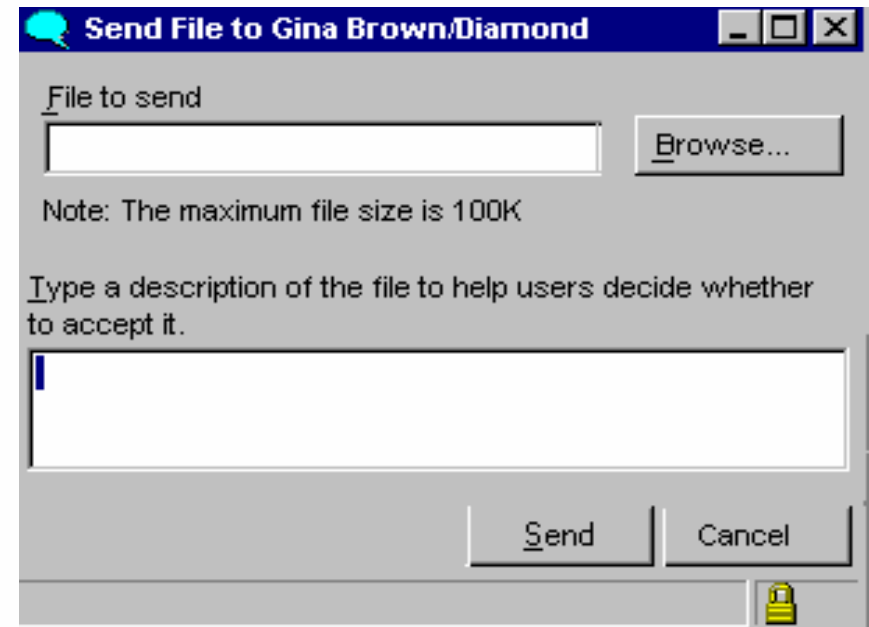 Send File to Gina Brown/Diamond
File to send
Browse...
Note: The maximum file size is 100K
Type a description of the file to help users decide whether
to accept it.
Send
Cancel